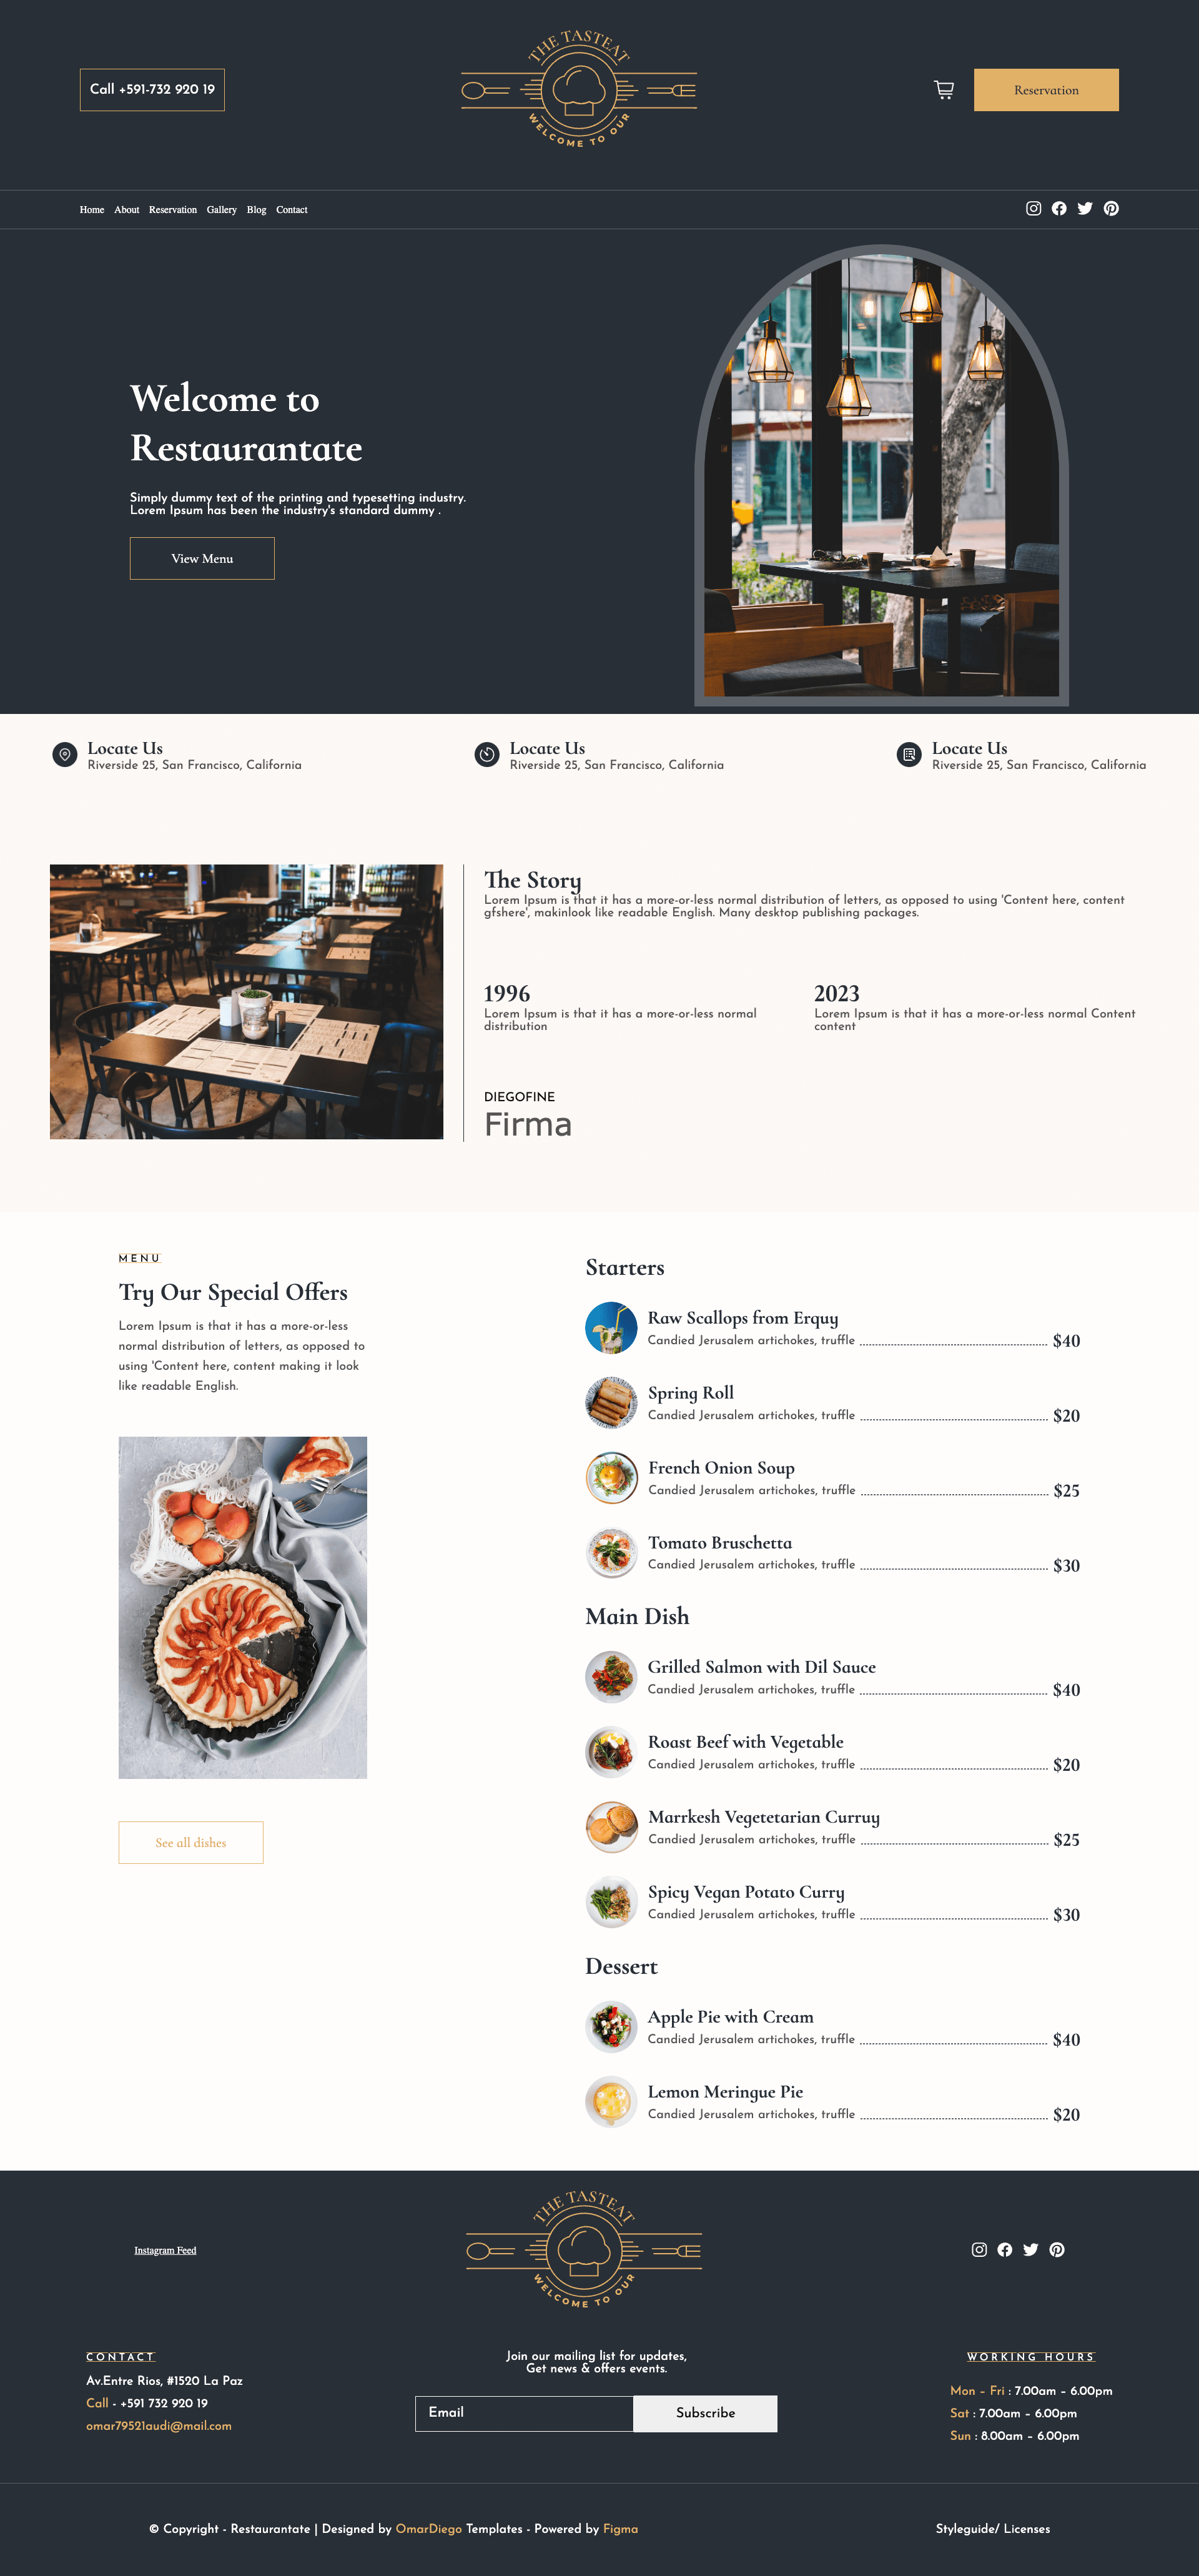 THE TASTEAT
WELCOME TO OUR
Call +591-732 920 19
Reservation
Home About Reservation Gallery Blog Contact
Welcome to
Restaurantate
Simply dummy text of the printing and typesetting industry.
Lorem Ipsum has been the industry's standard dummy .
View Menu
Locate Us
Riverside 25, San Francisco, California
Locate Us
Riverside 25, San Francisco, California
Locate Us
Riverside 25, San Francisco, California
The Story
Lorem Ipsum is that it has a more-or-less normal distribution of letters, as opposed to using 'Content here, content
gfshere', makinlook like readable English. Many desktop publishing packages.
1996
Lorem Ipsum is that it has a more-or-less normal
distribution
2023
Lorem Ipsum is that it has a more-or-less normal Content
content
DIEGOFINE
Firma
MENU
Try Our Special Offers
Lorem Ipsum is that it has a more-or-less
normal distribution of letters, as opposed to
using 'Content here, content making it look
like readable English.
See all dishes
Starters
Raw Scallops from Erquy
Candied Jerusalem artichokes, truffle $40
Spring Roll
Candied Jerusalem artichokes, truffle $20
French Onion Soup
Candied Jerusalem artichokes, truffle $25
Tomato Bruschetta
Candied Jerusalem artichokes, truffle $30
Main Dish
Grilled Salmon with Dil Sauce
Candied Jerusalem artichokes, truffle $40
Roast Beef with Vegetable
Candied Jerusalem artichokes, truffle $20
Marrkesh Vegetetarian Curruy
Candied Jerusalem artichokes, truffle $25
Spicy Vegan Potato Curry
Candied Jerusalem artichokes, truffle $30
Dessert
Apple Pie with Cream
Candied Jerusalem artichokes, truffle $40
Lemon Meringue Pie
Candied Jerusalem artichokes, truffle $20
Instagram Feed
THE TASTEAT
WELCOME TO OUR
CONTACT
Av.Entre Rios, #1520 La Paz
Call - +591 732 920 19
omar79521audi@mail.com
Join our mailing list for updates,
Get news & offers events.
Email
Subscribe
WORKING HOURS
Mon – Fri : 7.00am – 6.00pm
Sat : 7.00am – 6.00pm
Sun : 8.00am – 6.00pm
© Copyright - Restaurantate | Designed by OmarDiego Templates - Powered by Figma
Styleguide/ Licenses